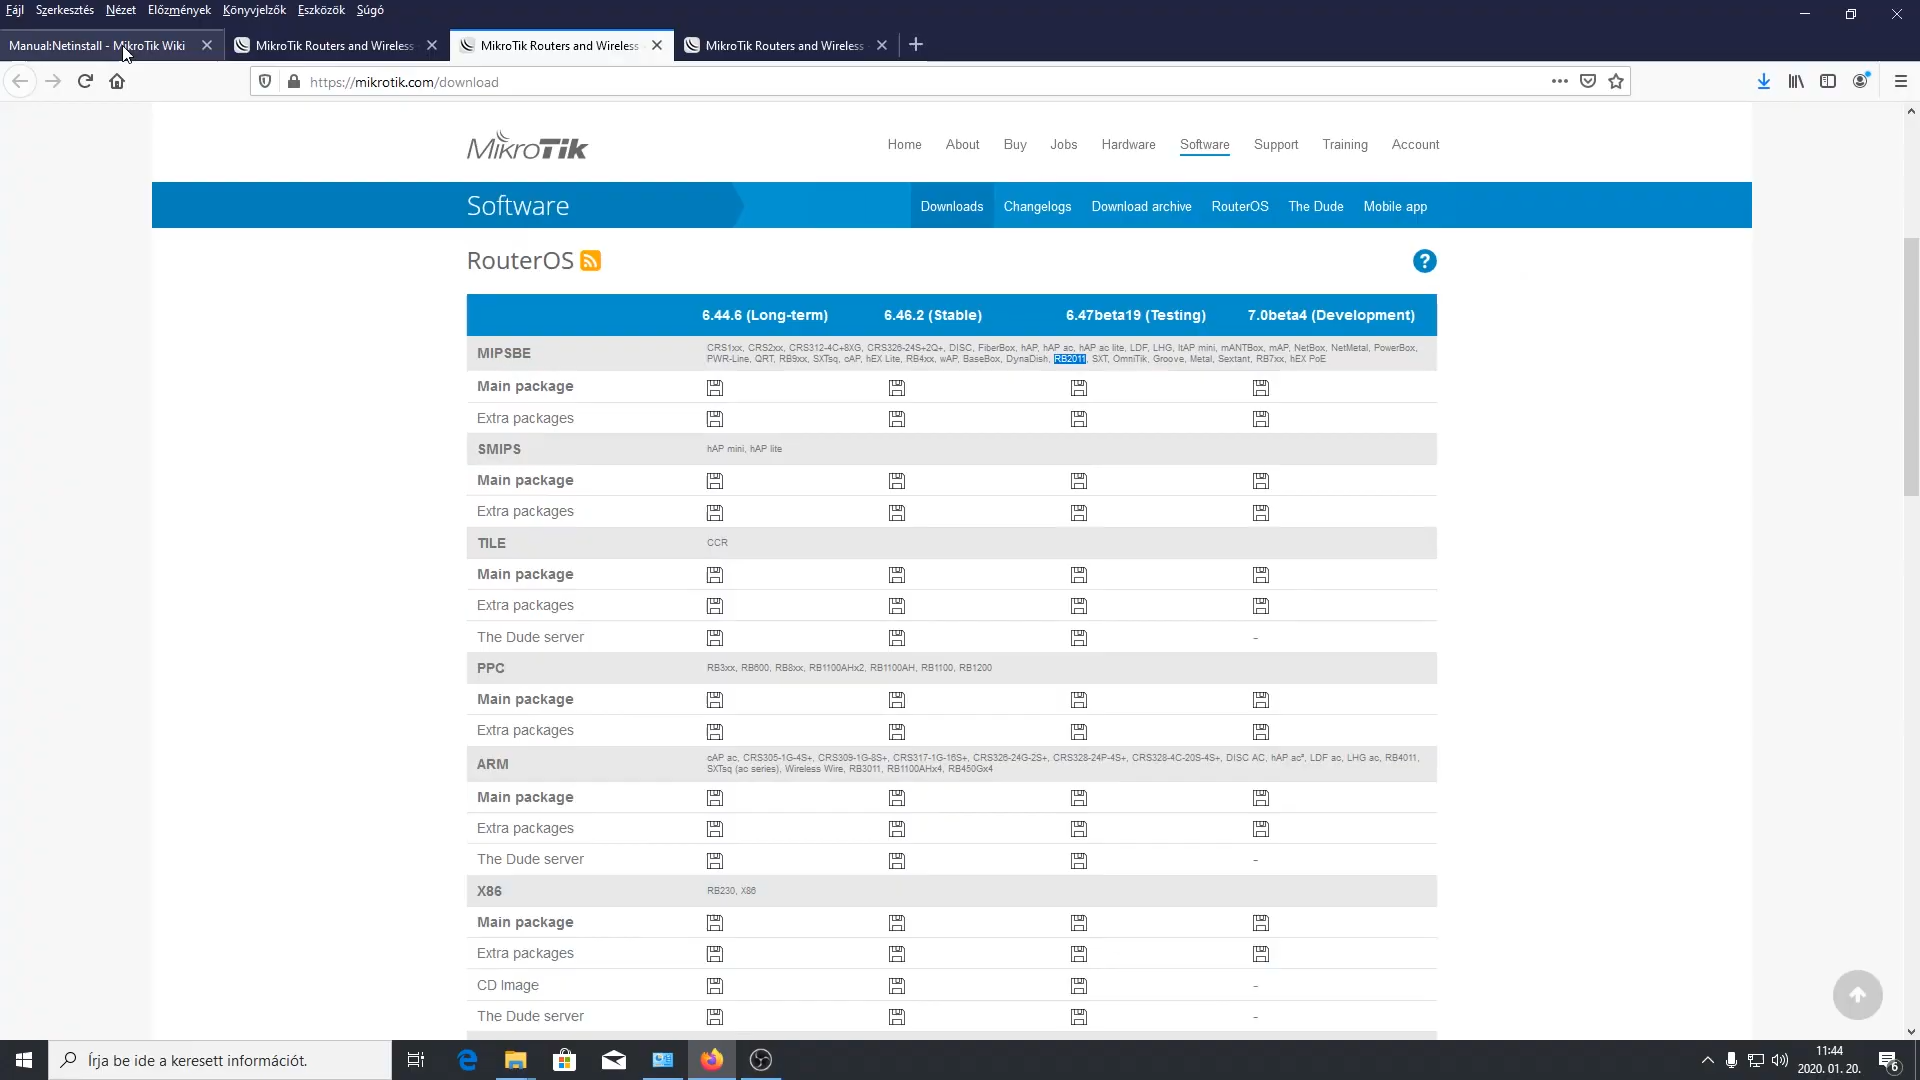 Fájl Szerkesztés Nézet Előzmények Könyvjelzők Eszközök Súgó
Manual:Netinstall - MikroTik Wiki
MikroTik Routers and Wireless
MikroTik Routers and Wireless
MikroTik Routers and Wireless
https://mikrotik.com/download
MikroTik
Home About Buy Jobs Hardware Software Support Training Account
Software
Downloads Changelogs Download archive RouterOS The Dude Mobile app
RouterOS
?
6.44.6 (Long-term) 6.46.2 (Stable) 6.47beta19 (Testing) 7.0beta4 (Development)
MIPSBE
CRS1xx, CRS2xx, CRS312-4C+8XG, CRS326-24S+2Q+, DISC, FiberBox, hAP, hAP ac, hAP ac lite, LDF, LHG, ltAP mini, mANTBox, mAP, NetBox, NetMetal, PowerBox,
PWR-Line, QRT, RB9xx, SXTsq, cAP, hEX Lite, RB4xx, wAP, BaseBox, DynaDish, RB2011, SXT, OmniTik, Groove, Metal, Sextant, RB7xx, hEX PoE
Main package
Extra packages
SMIPS hAP mini, hAP lite
Main package
Extra packages
TILE CCR
Main package
Extra packages
The Dude server -
PPC RB3xx, RB600, RB8xx, RB1100AHx2, RB1100AH, RB1100, RB1200
Main package
Extra packages
ARM
cAP ac, CRS305-1G-4S+, CRS309-1G-8S+, CRS317-1G-16S+, CRS326-24G-2S+, CRS328-24P-4S+, CRS328-4C-20S-4S+, DISC AC, hAP ac², LDF ac, LHG ac, RB4011,
SXTsq (ac series), Wireless Wire, RB3011, RB1100AHx4, RB450Gx4
Main package
Extra packages
The Dude server -
X86 RB230, X86
Main package
Extra packages
CD Image -
The Dude server -
Írja be ide a keresett információt.
11:44
2020. 01. 20.
6